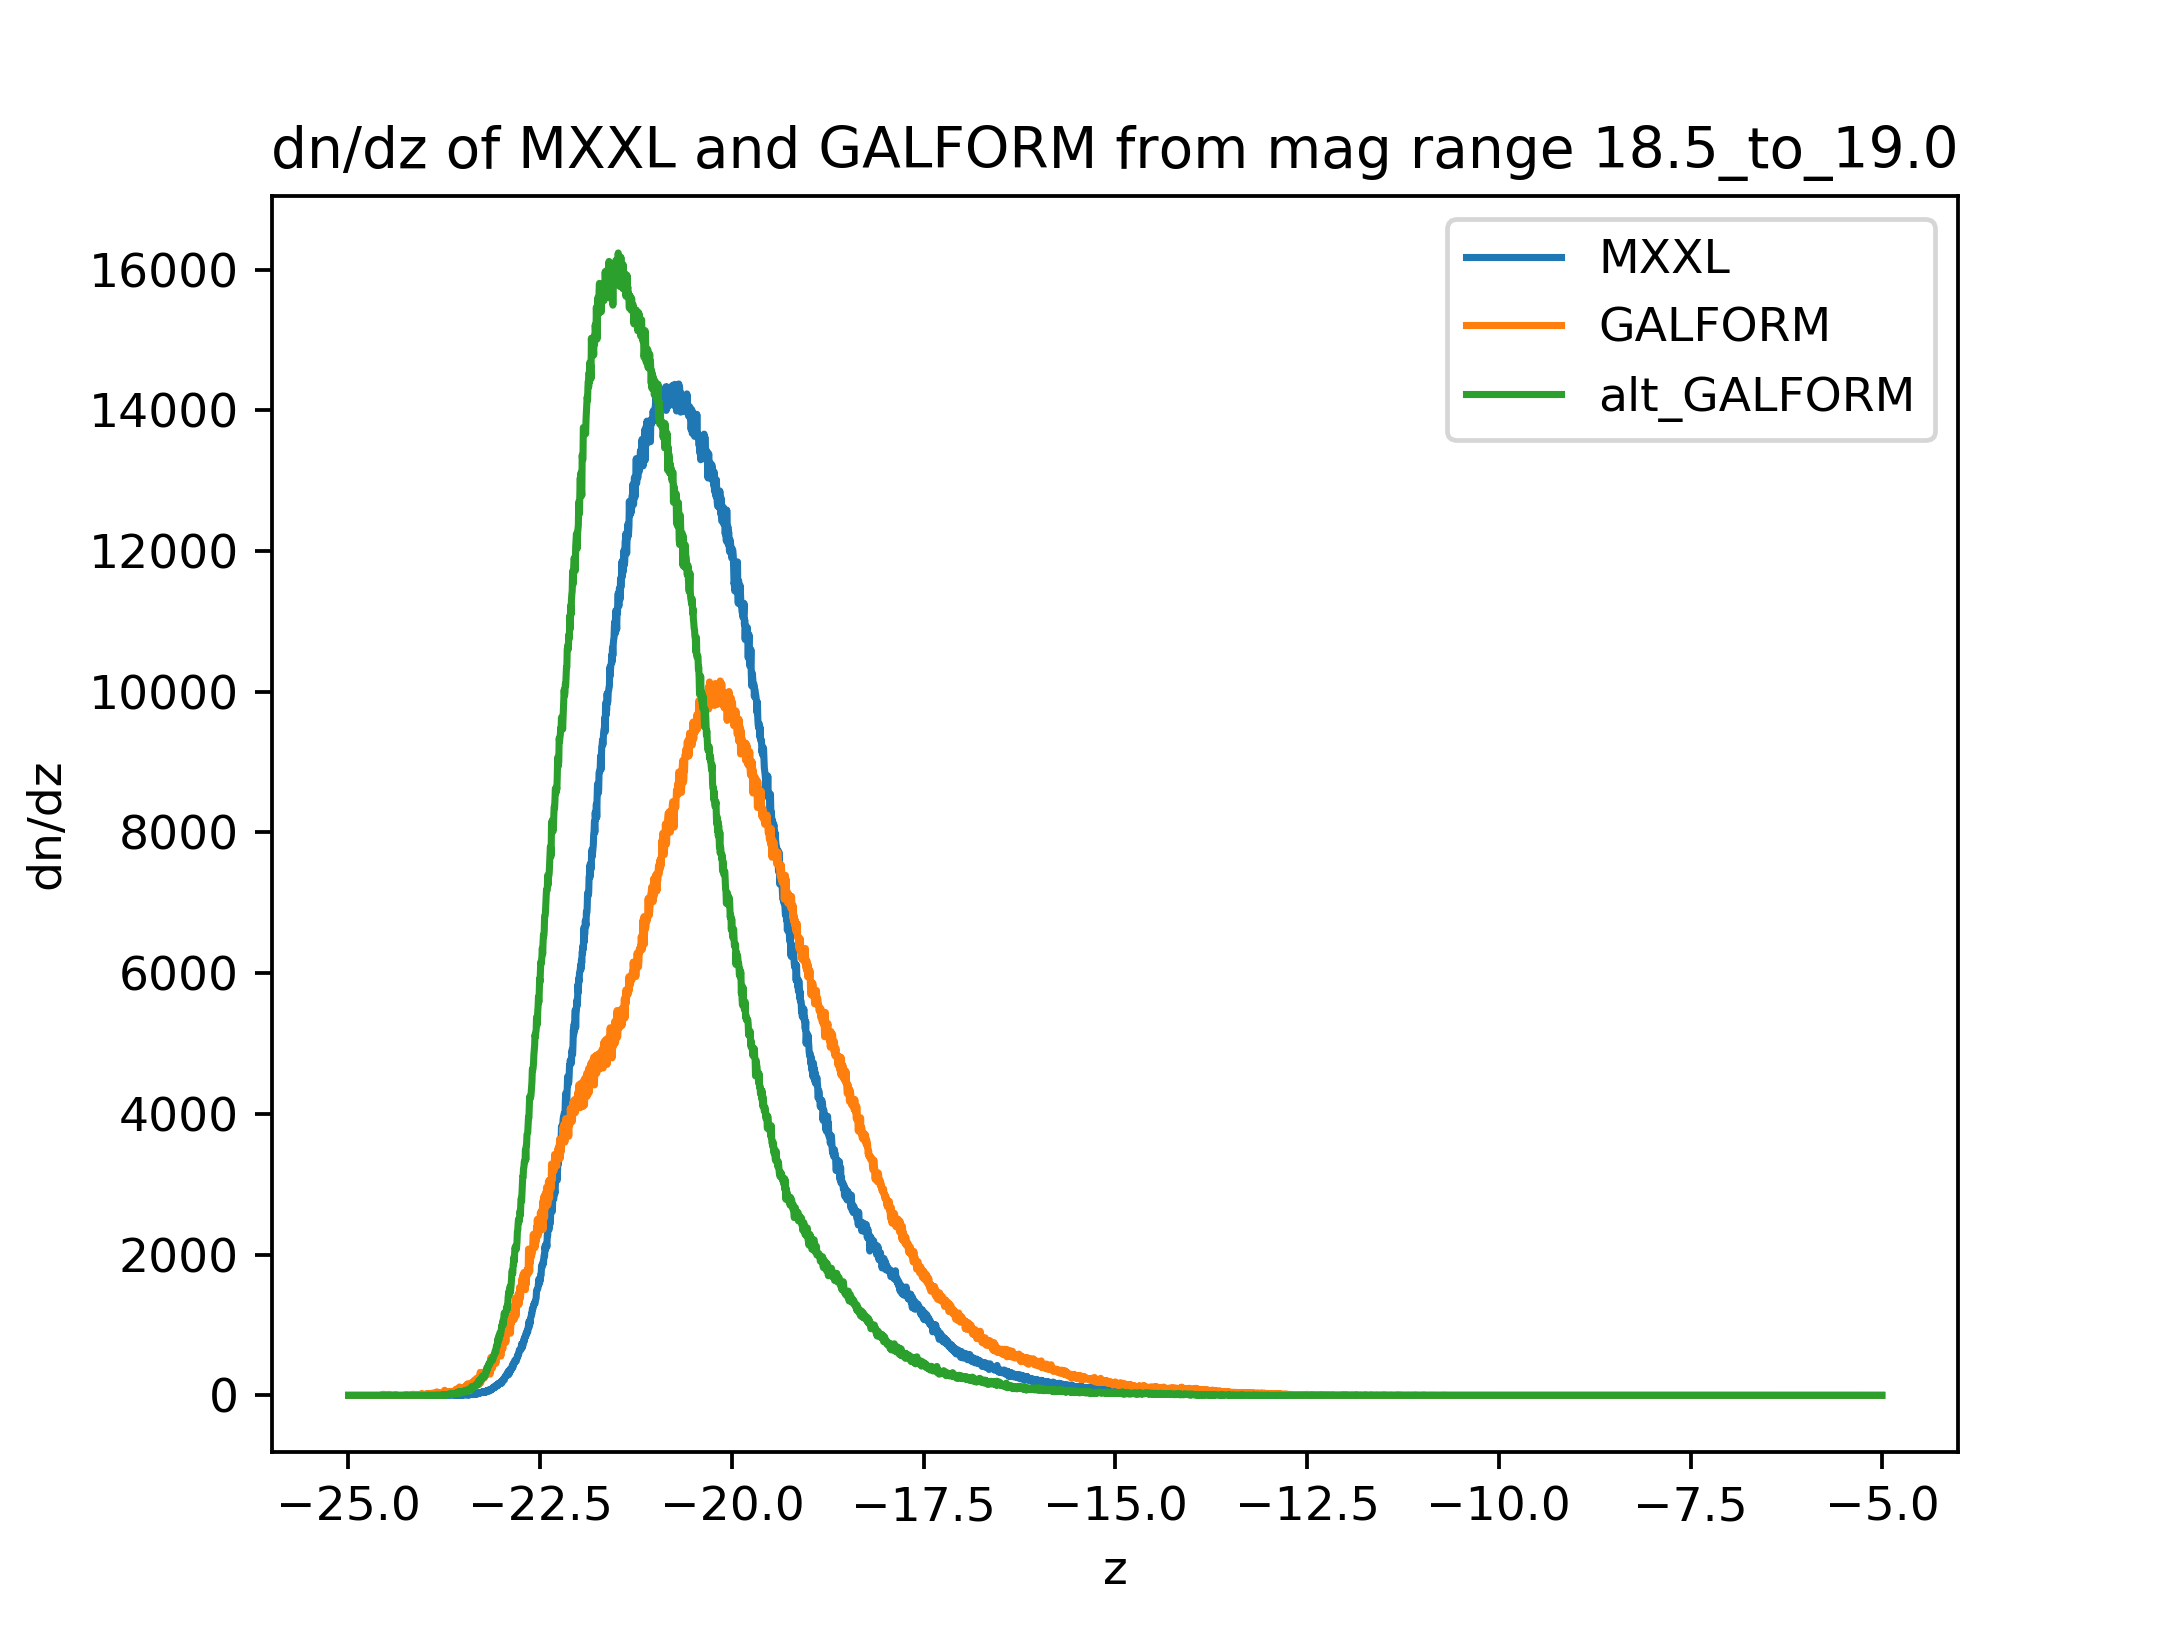 dn/dz of MXXL and GALFORM from mag range 18.5_to_19.0
MXXL
GALFORM
alt_GALFORM
16000
14000
12000
10000
8000
6000
4000
2000
0
dn/dz
−25.0 −22.5 −20.0 −17.5 −15.0 −12.5 −10.0 −7.5 −5.0
z